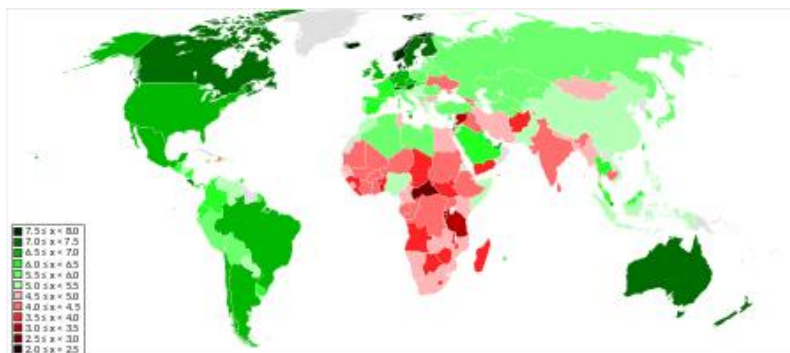 7.5 ≤ x < 8.0
7.0 ≤ x < 7.5
6.5 ≤ x < 7.0
6.0 ≤ x < 6.5
5.5 ≤ x < 6.0
5.0 ≤ x < 5.5
4.5 ≤ x < 5.0
4.0 ≤ x < 4.5
3.5 ≤ x < 4.0
3.0 ≤ x < 3.5
2.5 ≤ x < 3.0
2.0 ≤ x < 2.5